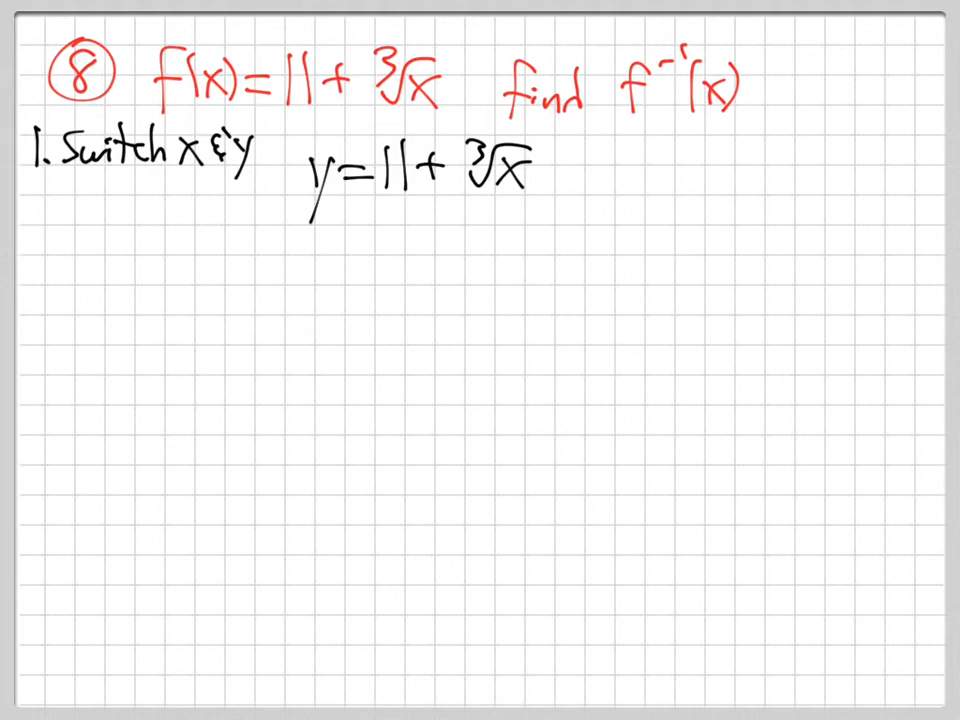 ⑧ f(x) = 11 + ∛x find f⁻¹(x)
1. Switch x & y y = 11 + ∛x